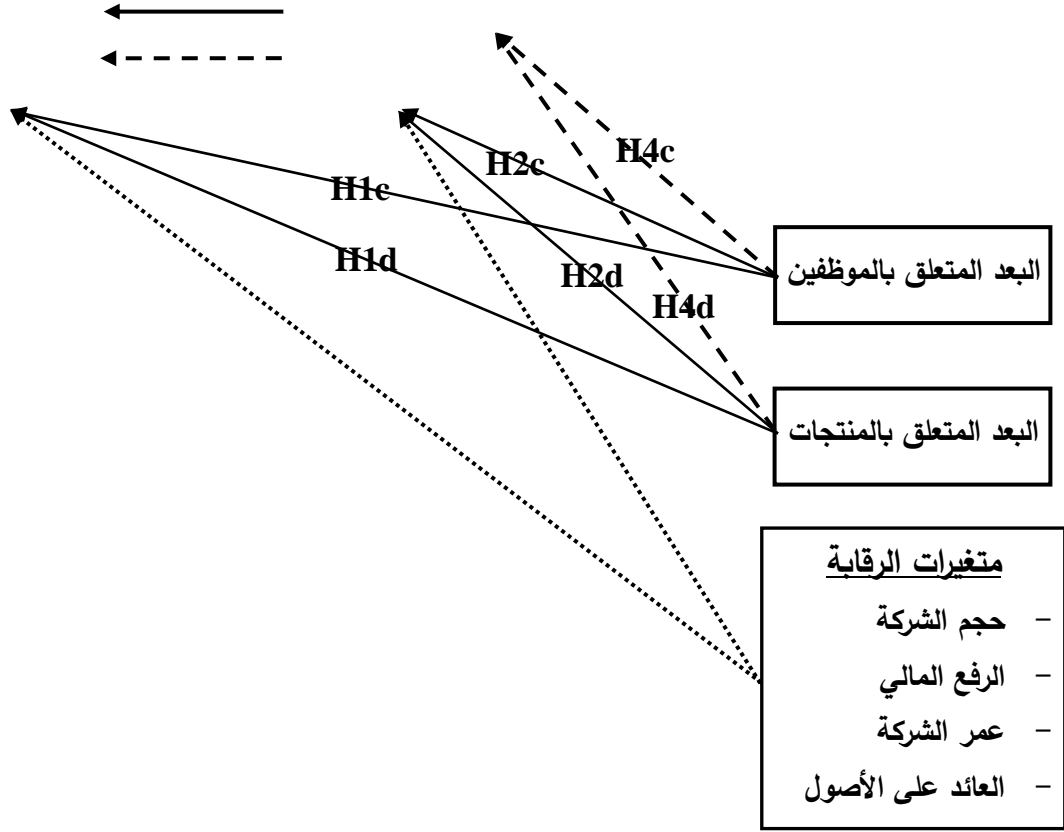 H4c
H2c
H1c
البعد المتعلق بالموظفين
H1d
H2d
H4d
البعد المتعلق بالمنتجات
متغيرات الرقابة
- حجم الشركة
- الرفع المالي
- عمر الشركة
- العائد على الأصول